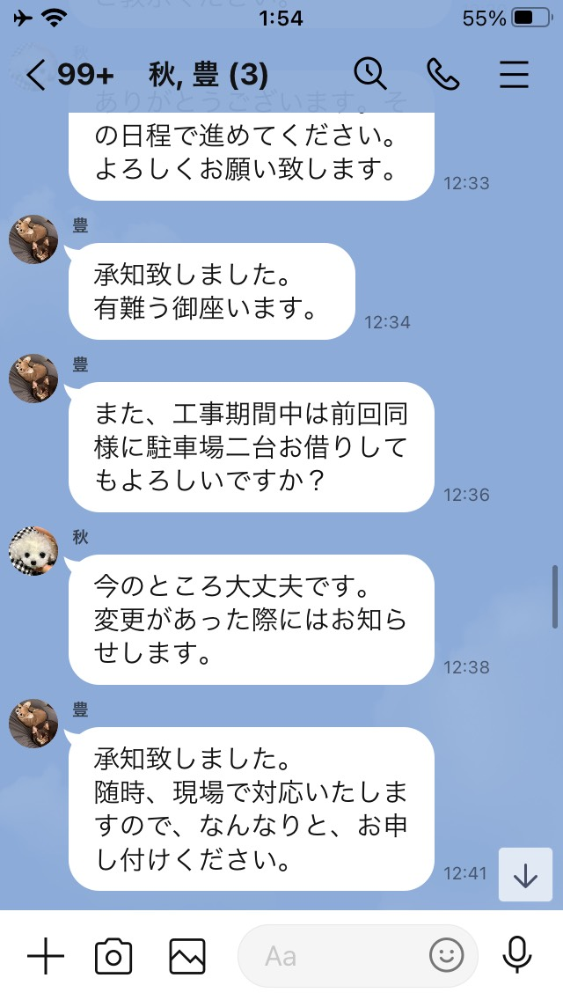 ご教示ください。
1:54
55%
99+ 秋, 豊 (3)
秋
ありがとうございます。そ
の日程で進めてください。
よろしくお願い致します。
12:33
豊
承知致しました。
有難う御座います。
12:34
豊
また、工事期間中は前回同
様に駐車場二台お借りして
もよろしいですか？
12:36
秋
今のところ大丈夫です。
変更があった際にはお知ら
せします。
12:38
豊
承知致しました。
随時、現場で対応いたしま
すので、なんなりと、お申
し付けください。
12:41
Aa